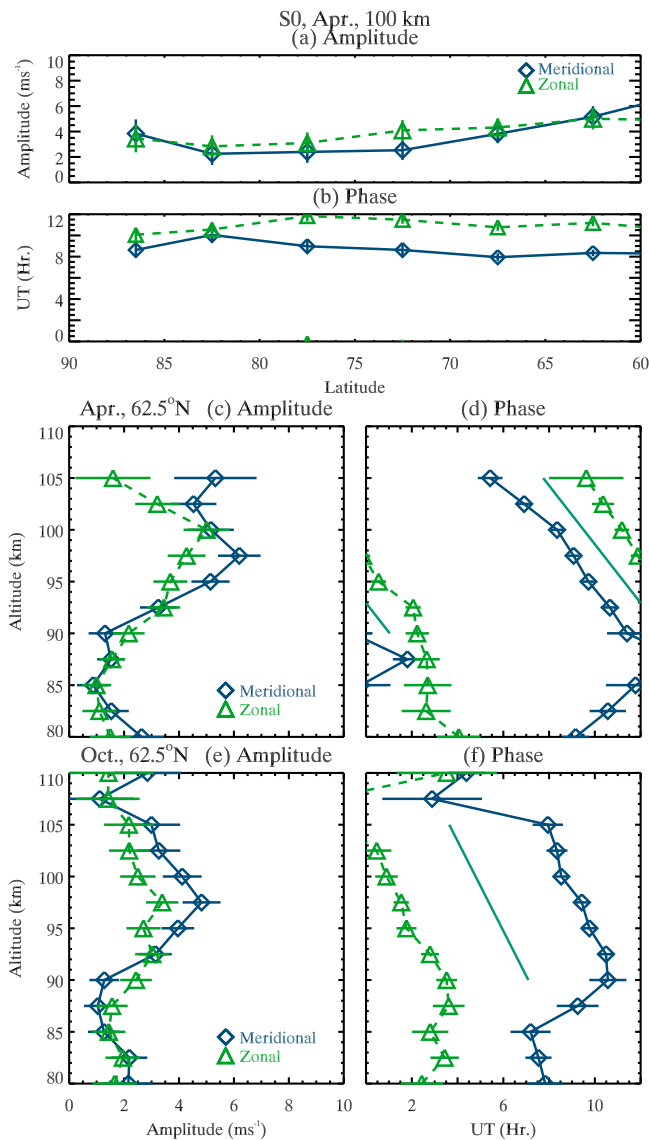 S0, Apr., 100 km
(a) Amplitude
10
8
6
4
2
0
Amplitude (ms⁻¹)
Meridional
Zonal
(b) Phase
12
8
4
0
UT (Hr.)
90 85 80 75 70 65 60
Latitude
Apr., 62.5°N (c) Amplitude (d) Phase
110
105
100
95
90
85
80
Altitude (km)
Meridional
Zonal
Oct., 62.5°N (e) Amplitude (f) Phase
110
105
100
95
90
85
80
Altitude (km)
Meridional
Zonal
0 2 4 6 8 10 2 6 10
Amplitude (ms⁻¹) UT (Hr.)